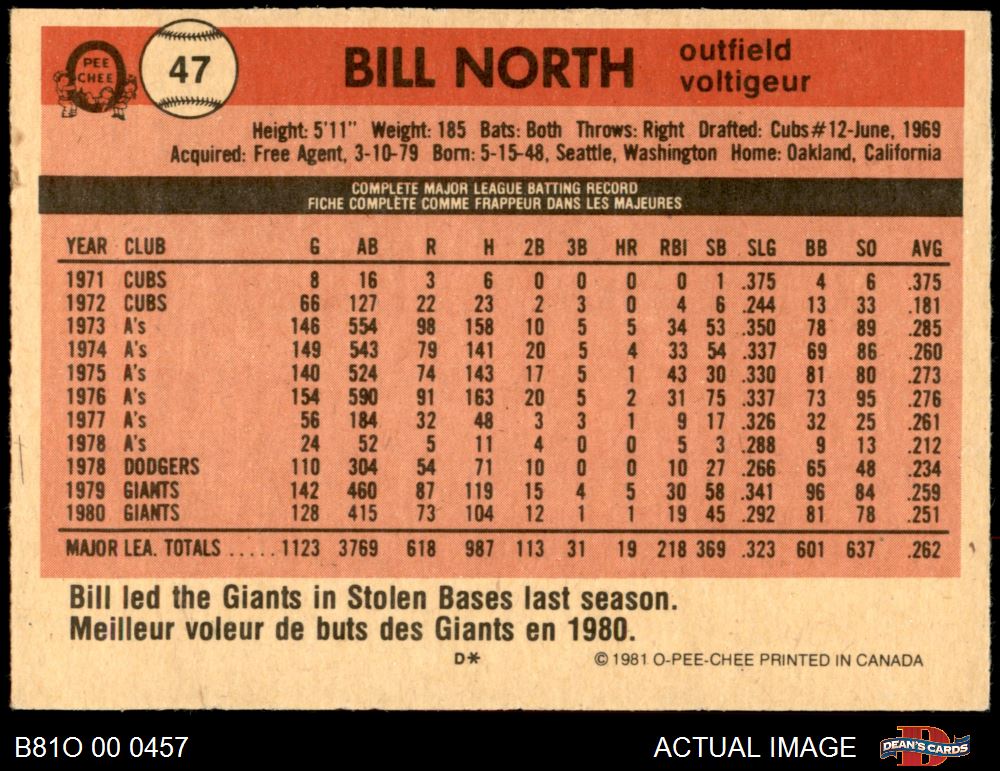 PEE
CHEE
47
BILL NORTH
outfield
voltigeur
Height: 5'11" Weight: 185 Bats: Both Throws: Right Drafted: Cubs #12-June, 1969
Acquired: Free Agent, 3-10-79 Born: 5-15-48, Seattle, Washington Home: Oakland, California
COMPLETE MAJOR LEAGUE BATTING RECORD
FICHE COMPLÈTE COMME FRAPPEUR DANS LES MAJEURES
YEAR CLUB G AB R H 2B 3B HR RBI SB SLG BB SO AVG
1971 CUBS 8 16 3 6 0 0 0 0 1 .375 4 6 .375
1972 CUBS 66 127 22 23 2 3 0 4 6 .244 13 33 .181
1973 A's 146 554 98 158 10 5 5 34 53 .350 78 89 .285
1974 A's 149 543 79 141 20 5 4 33 54 .337 69 86 .260
1975 A's 140 524 74 143 17 5 1 43 30 .330 81 80 .273
1976 A's 154 590 91 163 20 5 2 31 75 .337 73 95 .276
1977 A's 56 184 32 48 3 3 1 9 17 .326 32 25 .261
1978 A's 24 52 5 11 4 0 0 5 3 .288 9 13 .212
1978 DODGERS 110 304 54 71 10 0 0 10 27 .266 65 48 .234
1979 GIANTS 142 460 87 119 15 4 5 30 58 .341 96 84 .259
1980 GIANTS 128 415 73 104 12 1 1 19 45 .292 81 78 .251
MAJOR LEA. TOTALS ..... 1123 3769 618 987 113 31 19 218 369 .323 601 637 .262
Bill led the Giants in Stolen Bases last season.
Meilleur voleur de buts des Giants en 1980.
D* © 1981 O-PEE-CHEE PRINTED IN CANADA
B81O 00 0457 ACTUAL IMAGE DEAN'S CARDS